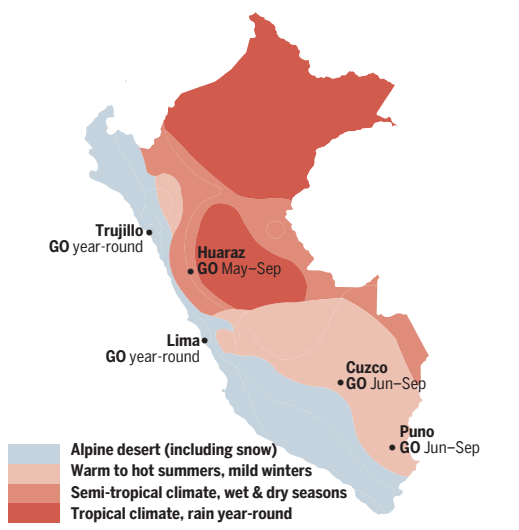 Trujillo
GO year-round
Huaraz
GO May–Sep
Lima
GO year-round
Cuzco
GO Jun–Sep
Puno
GO Jun–Sep
Alpine desert (including snow)
Warm to hot summers, mild winters
Semi-tropical climate, wet & dry seasons
Tropical climate, rain year-round